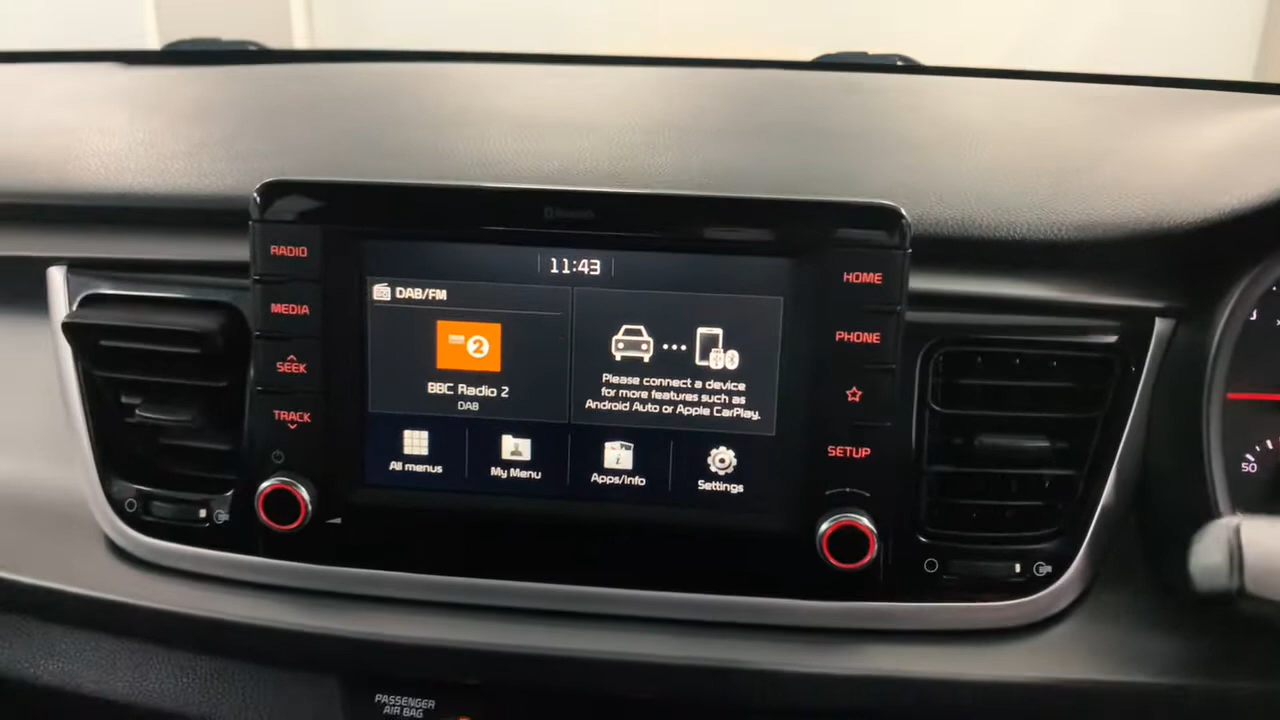 RADIO
MEDIA
SEEK
TRACK
11:43
DAB/FM
2
BBC Radio 2
DAB
Please connect a device
for more features such as
Android Auto or Apple CarPlay.
All menus
My Menu
Apps/Info
Settings
HOME
PHONE
SETUP
50
PASSENGER
AIR BAG